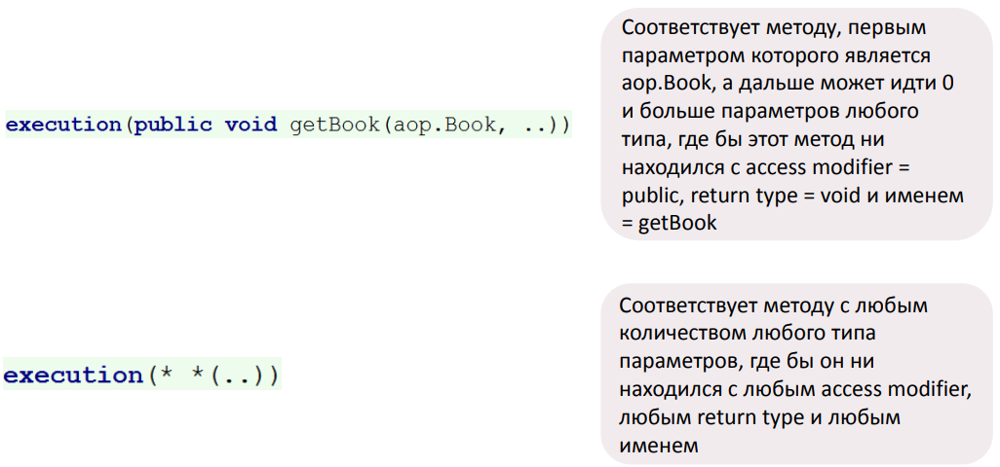 execution(public void getBook(aop.Book, ..))
Соответствует методу, первым
параметром которого является
aop.Book, а дальше может идти 0
и больше параметров любого
типа, где бы этот метод ни
находился с access modifier =
public, return type = void и именем
= getBook
execution(* *(..))
Соответствует методу с любым
количеством любого типа
параметров, где бы он ни
находился с любым access modifier,
любым return type и любым
именем